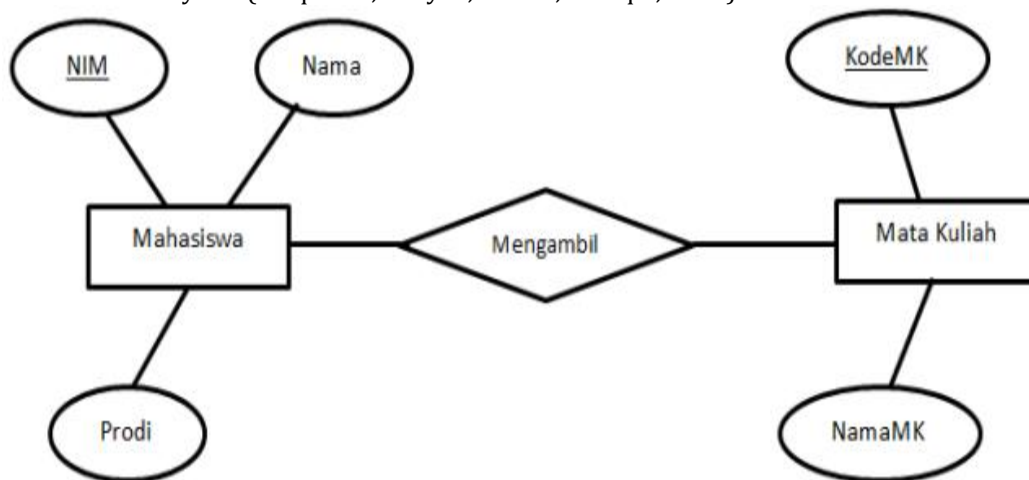 NIM
Nama
KodeMK
Mahasiswa
Mengambil
Mata Kuliah
Prodi
NamaMK